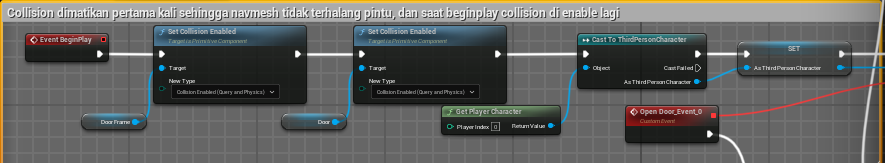 Collision dimatikan pertama kali sehingga navmesh tidak terhalang pintu, dan saat beginplay collision di enable lagi
Event BeginPlay
Set Collision Enabled
Target is Primitive Component
Target
New Type
Collision Enabled (Query and Physics)
Door Frame
Set Collision Enabled
Target is Primitive Component
Target
New Type
Collision Enabled (Query and Physics)
Door
Get Player Character
Player Index 0
Return Value
Cast To ThirdPersonCharacter
Object
Cast Failed
As Third Person Character
SET
As Third Person Character
Open Door_Event_0
Custom Event